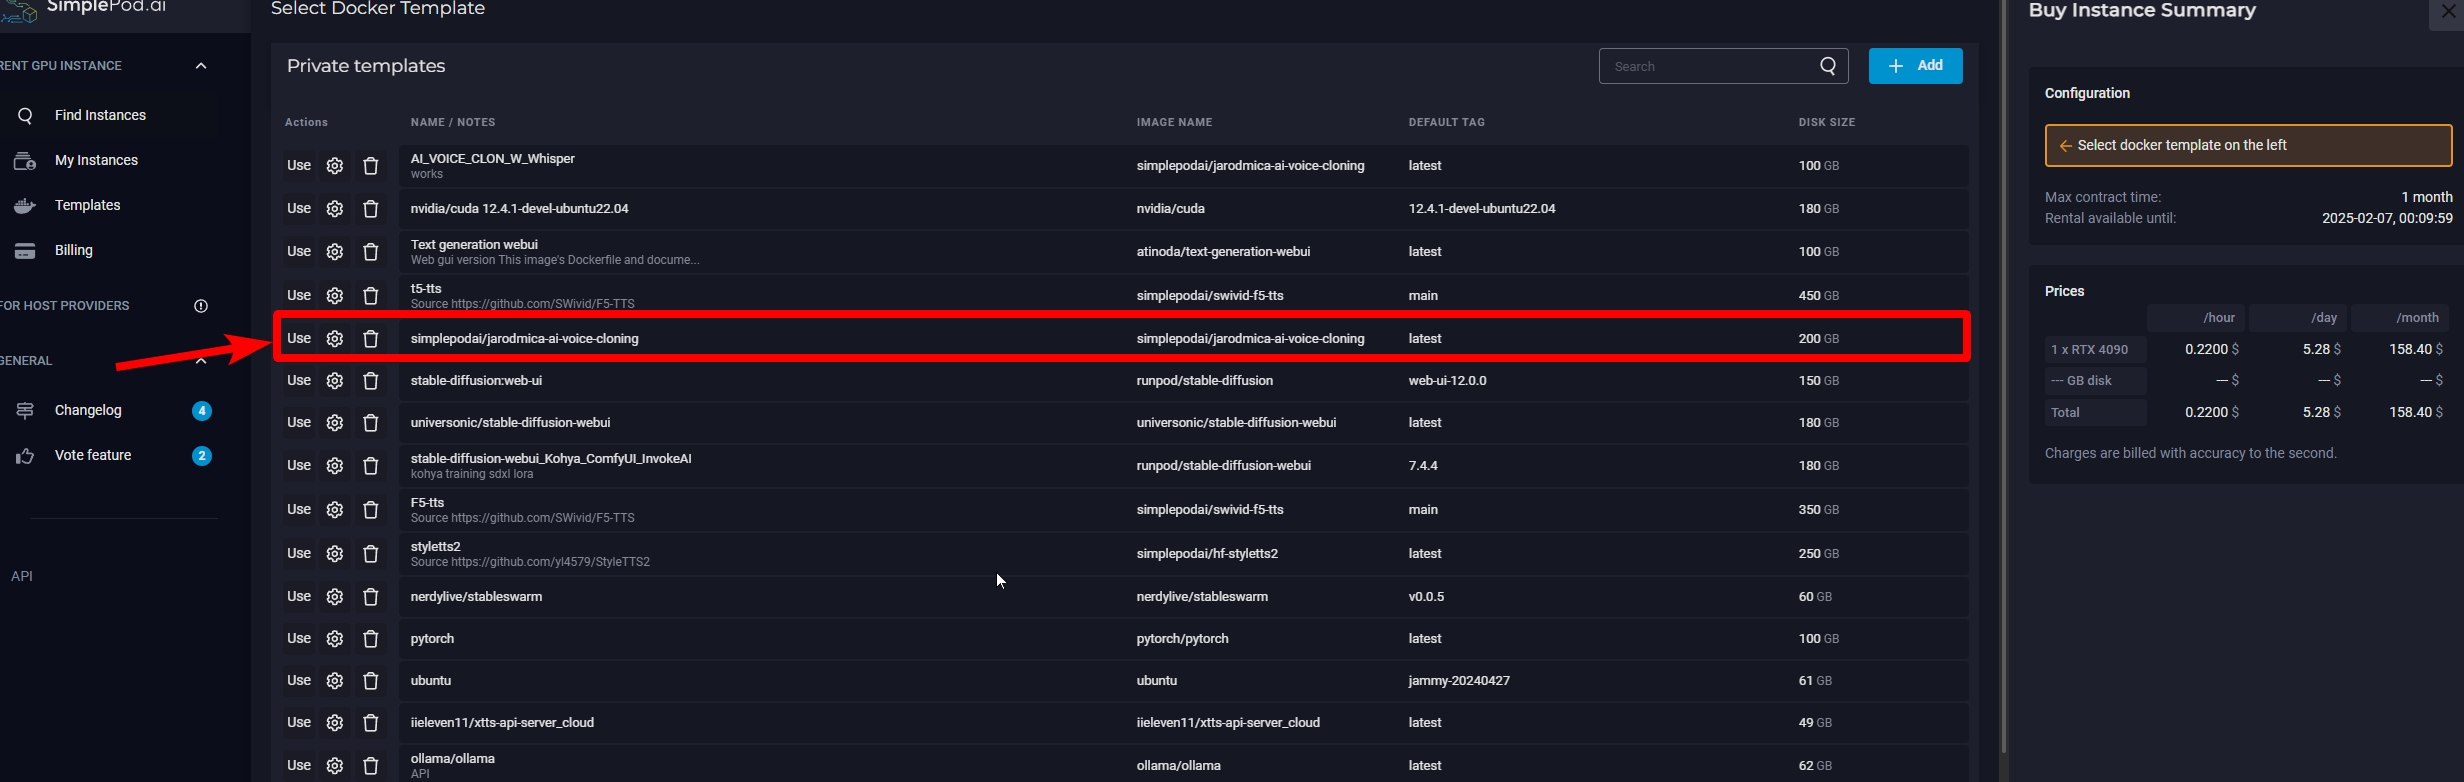 SimplePod.ai
RENT GPU INSTANCE
Find Instances
My Instances
Templates
Billing
FOR HOST PROVIDERS
GENERAL
Changelog 4
Vote feature 2
API
Select Docker Template
Private templates
Search
Add
Actions NAME / NOTES IMAGE NAME DEFAULT TAG DISK SIZE
Use AI_VOICE_CLON_W_Whisper simplepodai/jarodmica-ai-voice-cloning latest 100 GB
works
Use nvidia/cuda 12.4.1-devel-ubuntu22.04 nvidia/cuda 12.4.1-devel-ubuntu22.04 180 GB
Use Text generation webui atinoda/text-generation-webui latest 100 GB
Web gui version This image's Dockerfile and docume...
Use t5-tts simplepodai/swivid-f5-tts main 450 GB
Source https://github.com/SWivid/F5-TTS
Use simplepodai/jarodmica-ai-voice-cloning simplepodai/jarodmica-ai-voice-cloning latest 200 GB
Use stable-diffusion:web-ui runpod/stable-diffusion web-ui-12.0.0 150 GB
Use universonic/stable-diffusion-webui universonic/stable-diffusion-webui latest 180 GB
Use stable-diffusion-webui_Kohya_ComfyUI_InvokeAI runpod/stable-diffusion-webui 7.4.4 180 GB
kohya training sdxl lora
Use F5-tts simplepodai/swivid-f5-tts main 350 GB
Source https://github.com/SWivid/F5-TTS
Use styletts2 simplepodai/hf-styletts2 latest 250 GB
Source https://github.com/yl4579/StyleTTS2
Use nerdylive/stableswarm nerdylive/stableswarm v0.0.5 60 GB
Use pytorch pytorch/pytorch latest 100 GB
Use ubuntu ubuntu jammy-20240427 61 GB
Use iieleven11/xtts-api-server_cloud iieleven11/xtts-api-server_cloud latest 49 GB
Use ollama/ollama ollama/ollama latest 62 GB
API
Buy Instance Summary
Configuration
Select docker template on the left
Max contract time: 1 month
Rental available until: 2025-02-07, 00:09:59
Prices
/hour /day /month
1 x RTX 4090 0.2200 $ 5.28 $ 158.40 $
--- GB disk --- $ --- $ --- $
Total 0.2200 $ 5.28 $ 158.40 $
Charges are billed with accuracy to the second.